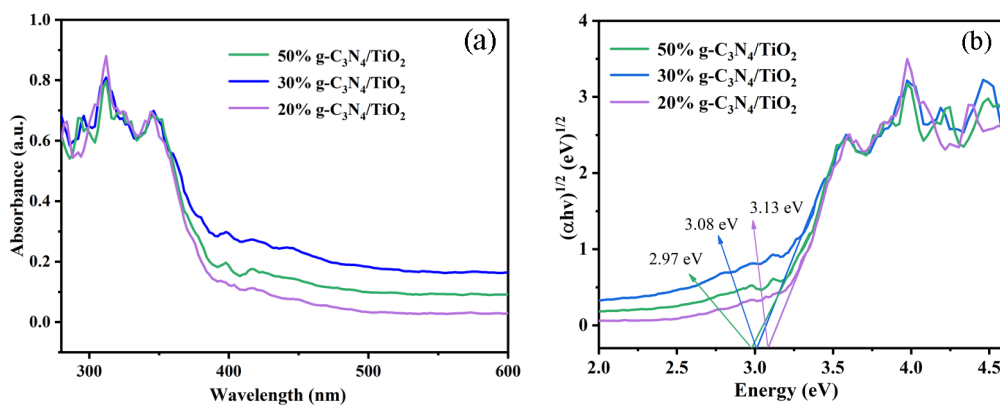 (a)
50% g-C₃N₄/TiO₂
30% g-C₃N₄/TiO₂
20% g-C₃N₄/TiO₂
1.0
0.8
0.6
0.4
0.2
0.0
Absorbance (a.u.)
300
400
500
600
Wavelength (nm)
(b)
50% g-C₃N₄/TiO₂
30% g-C₃N₄/TiO₂
20% g-C₃N₄/TiO₂
4
3
2
1
0
(αhv)¹/² (eV)¹/²
3.13 eV
3.08 eV
2.97 eV
2.0
2.5
3.0
3.5
4.0
4.5
Energy (eV)